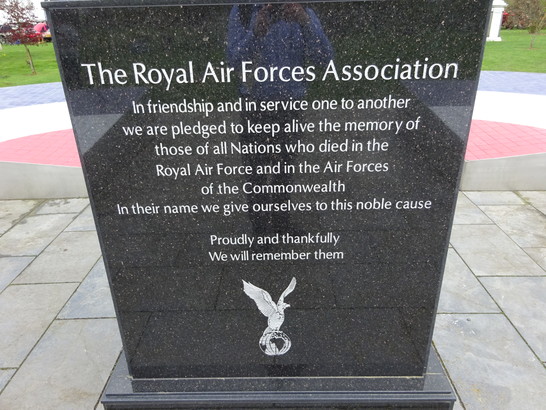 The Royal Air Forces Association
In friendship and in service one to another
we are pledged to keep alive the memory of
those of all Nations who died in the
Royal Air Force and in the Air Forces
of the Commonwealth
In their name we give ourselves to this noble cause
Proudly and thankfully
We will remember them